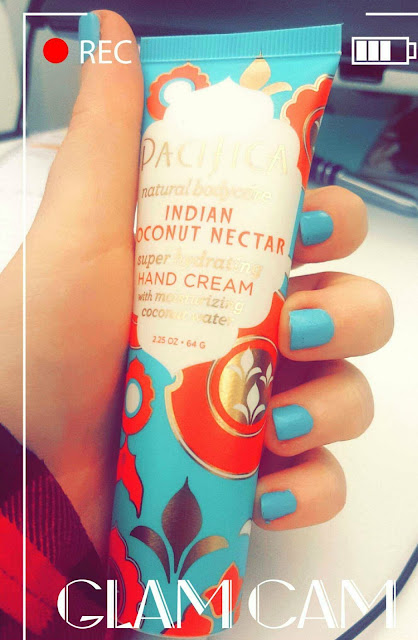 REC
PACIFICA
natural bodycare
INDIAN
COCONUT NECTAR
super hydrating
HAND CREAM
with moisturizing
coconut water
2.25 OZ • 64 G
GLAM CAM